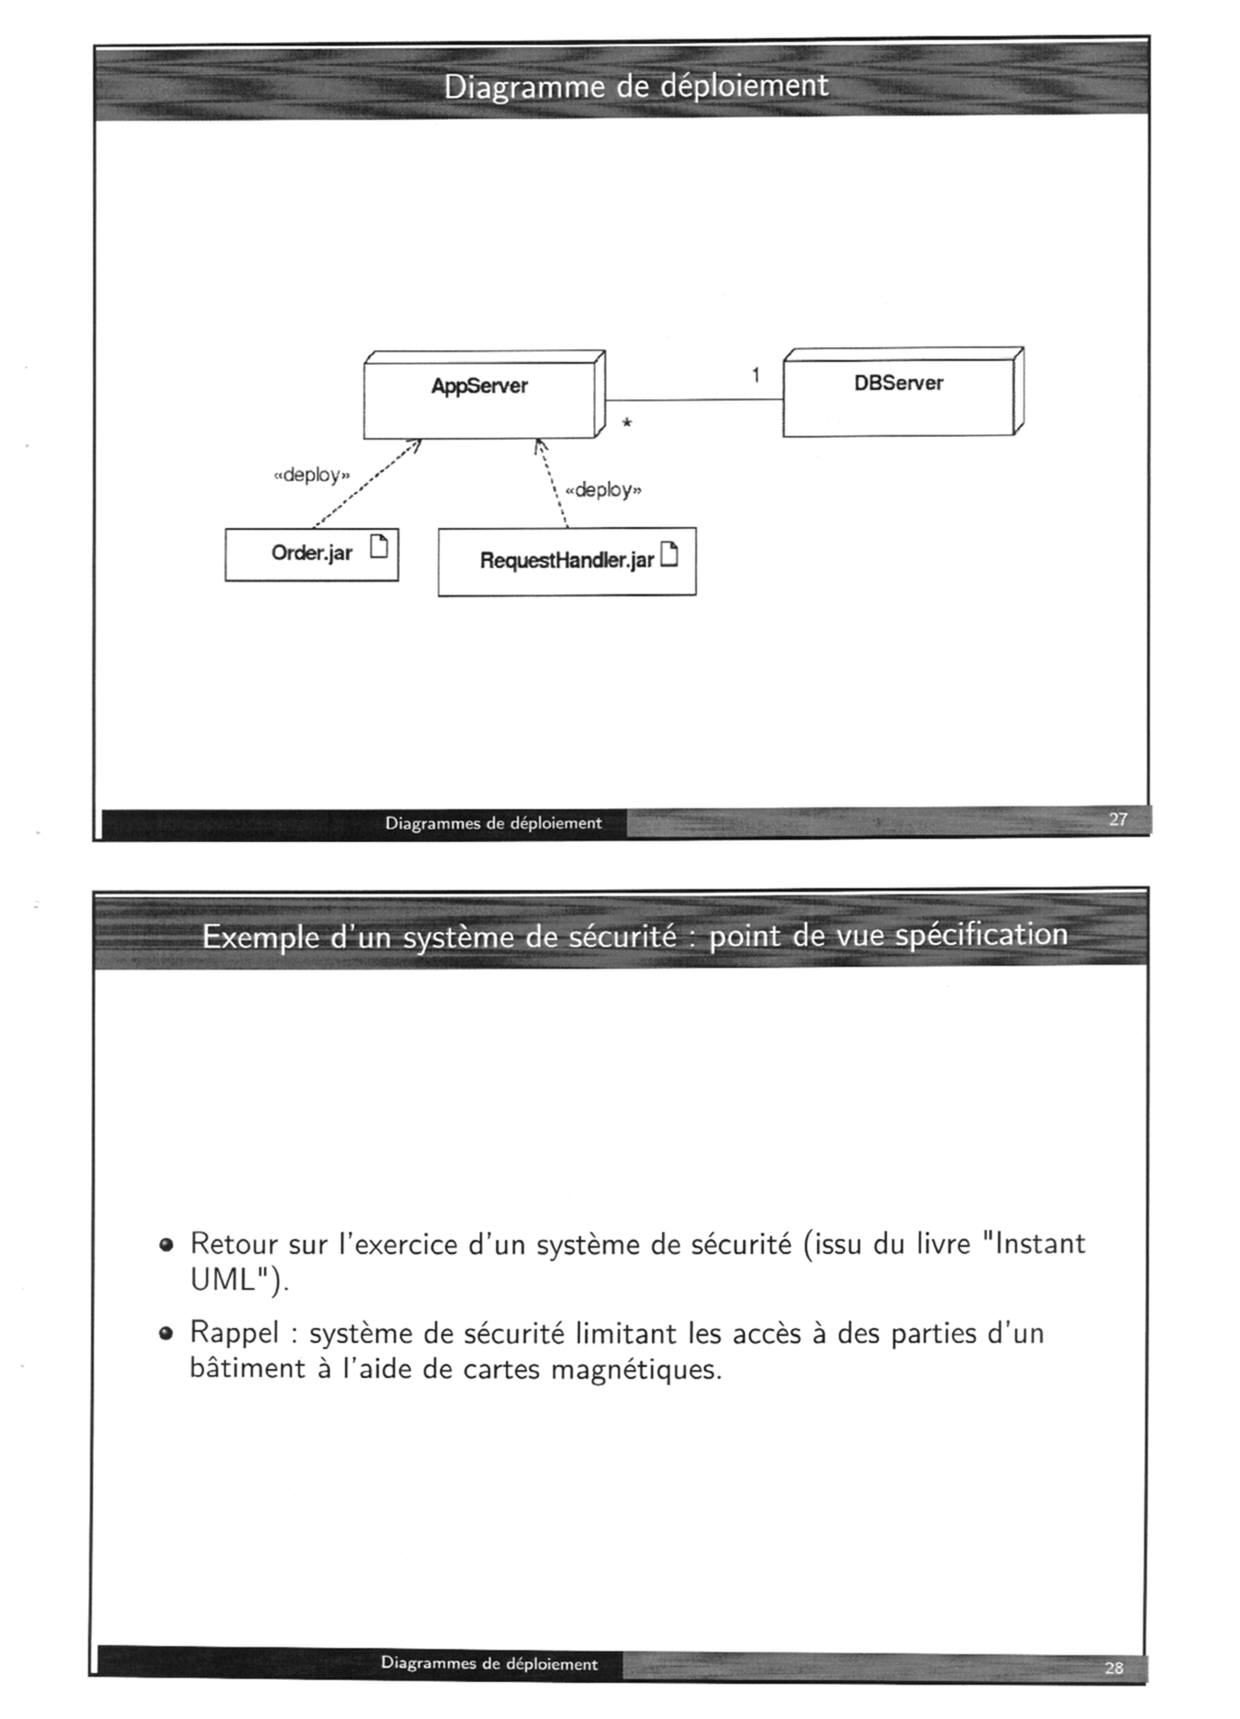 Diagramme de déploiement
AppServer
1
DBServer
*
«deploy»
«deploy»
Order.jar
RequestHandler.jar
Diagrammes de déploiement
27
Exemple d'un système de sécurité : point de vue spécification
Retour sur l'exercice d'un système de sécurité (issu du livre "Instant
UML").
Rappel : système de sécurité limitant les accès à des parties d'un
bâtiment à l'aide de cartes magnétiques.
Diagrammes de déploiement
28